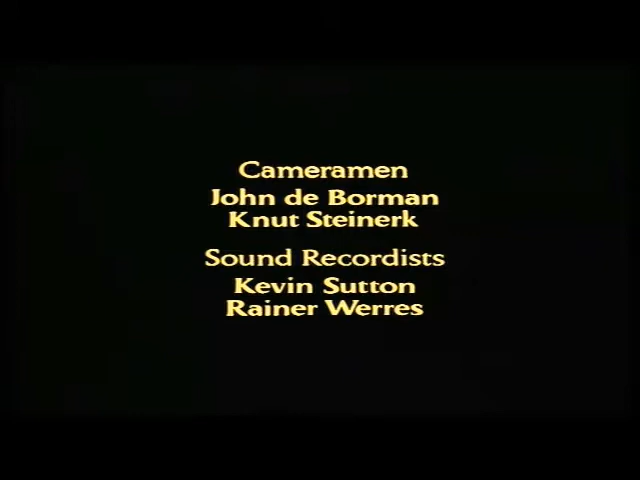 Cameramen
John de Borman
Knut Steinerk
Sound Recordists
Kevin Sutton
Rainer Werres